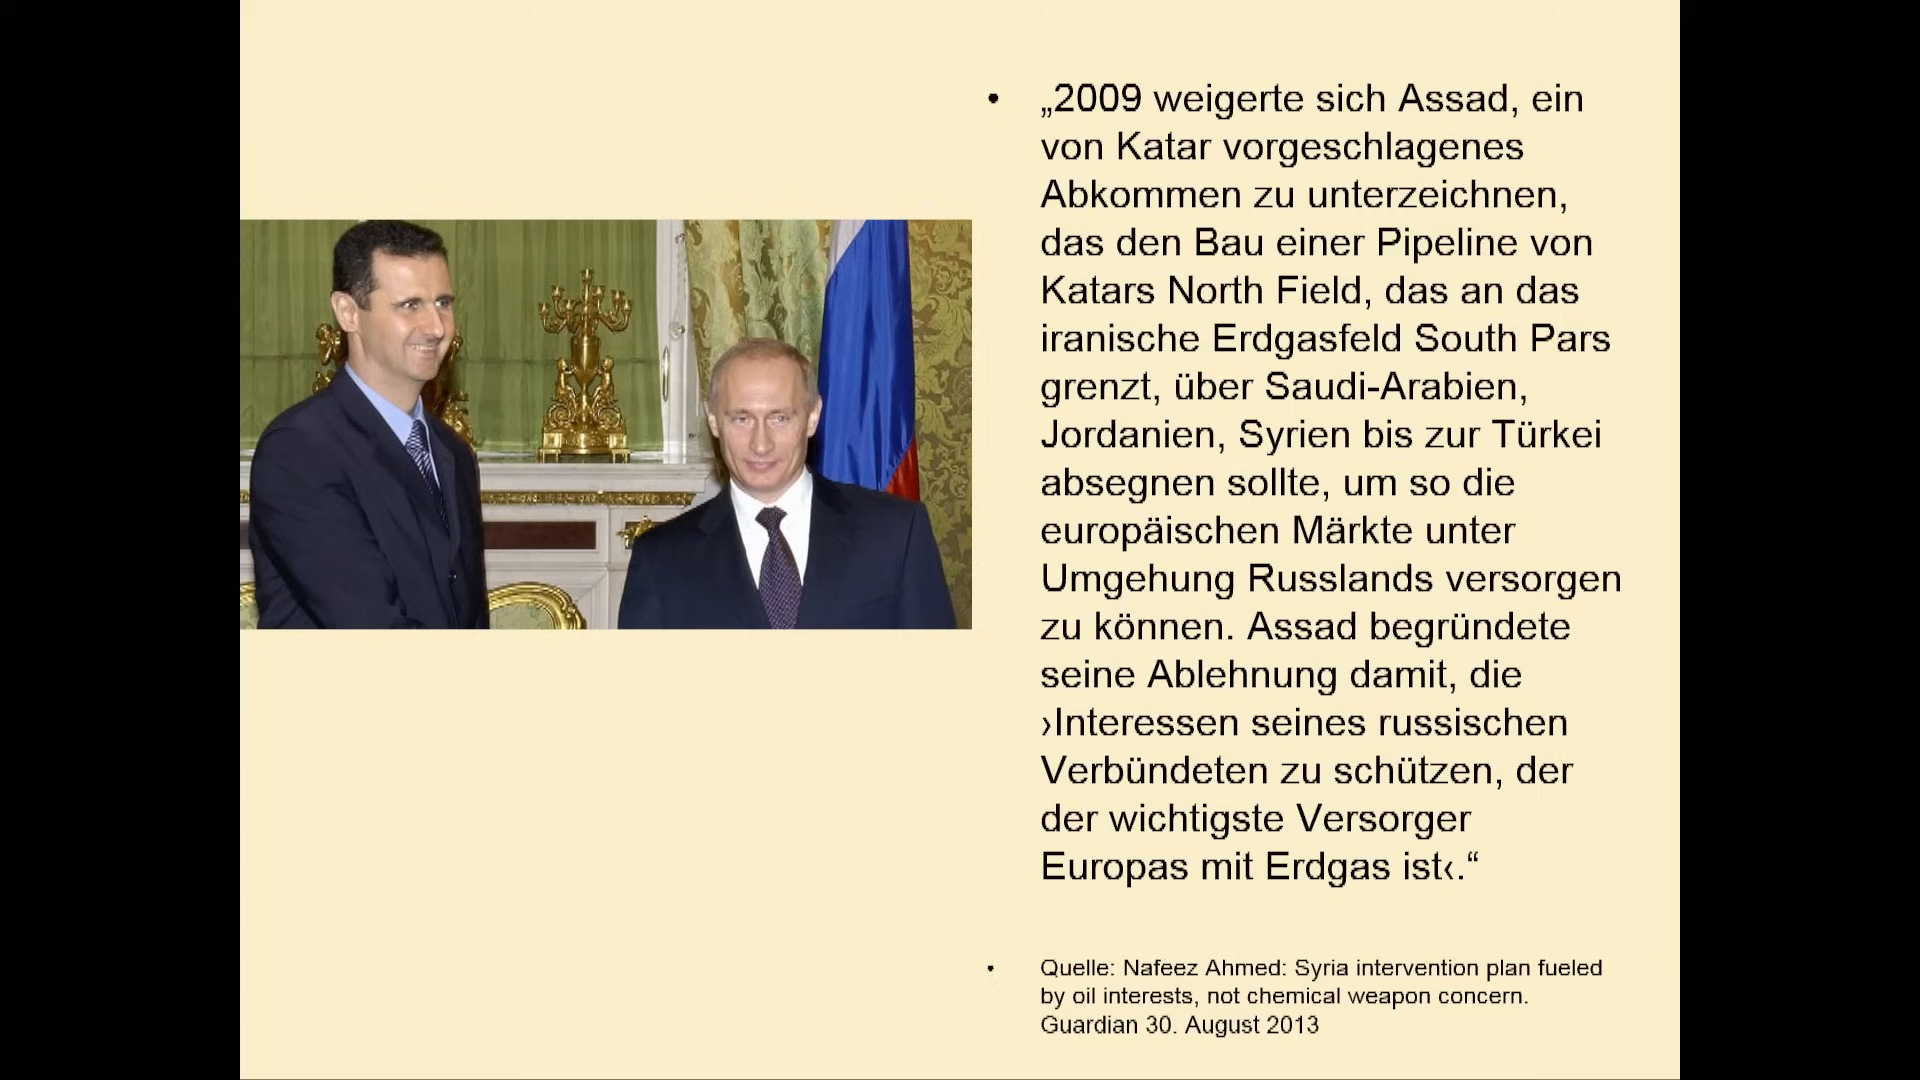 • „2009 weigerte sich Assad, ein
von Katar vorgeschlagenes
Abkommen zu unterzeichnen,
das den Bau einer Pipeline von
Katars North Field, das an das
iranische Erdgasfeld South Pars
grenzt, über Saudi-Arabien,
Jordanien, Syrien bis zur Türkei
absegnen sollte, um so die
europäischen Märkte unter
Umgehung Russlands versorgen
zu können. Assad begründete
seine Ablehnung damit, die
›Interessen seines russischen
Verbündeten zu schützen, der
der wichtigste Versorger
Europas mit Erdgas ist‹.“
• Quelle: Nafeez Ahmed: Syria intervention plan fueled
by oil interests, not chemical weapon concern.
Guardian 30. August 2013